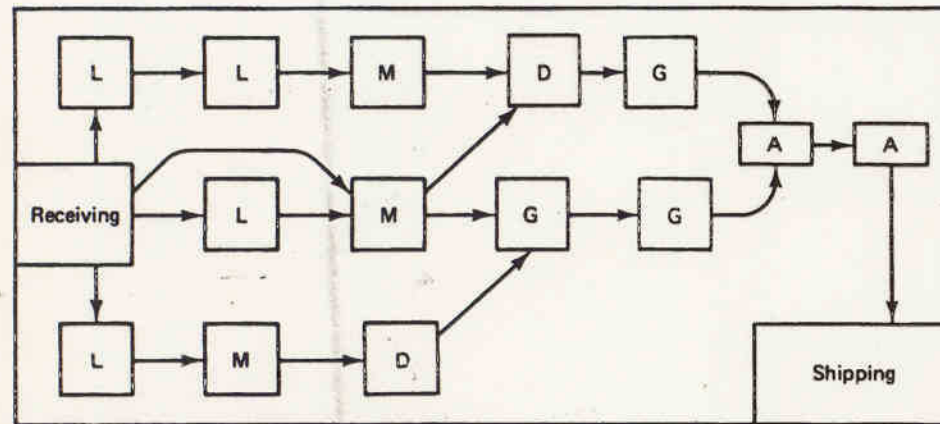 L L M D G
A A
Receiving L M G G
L M D
Shipping